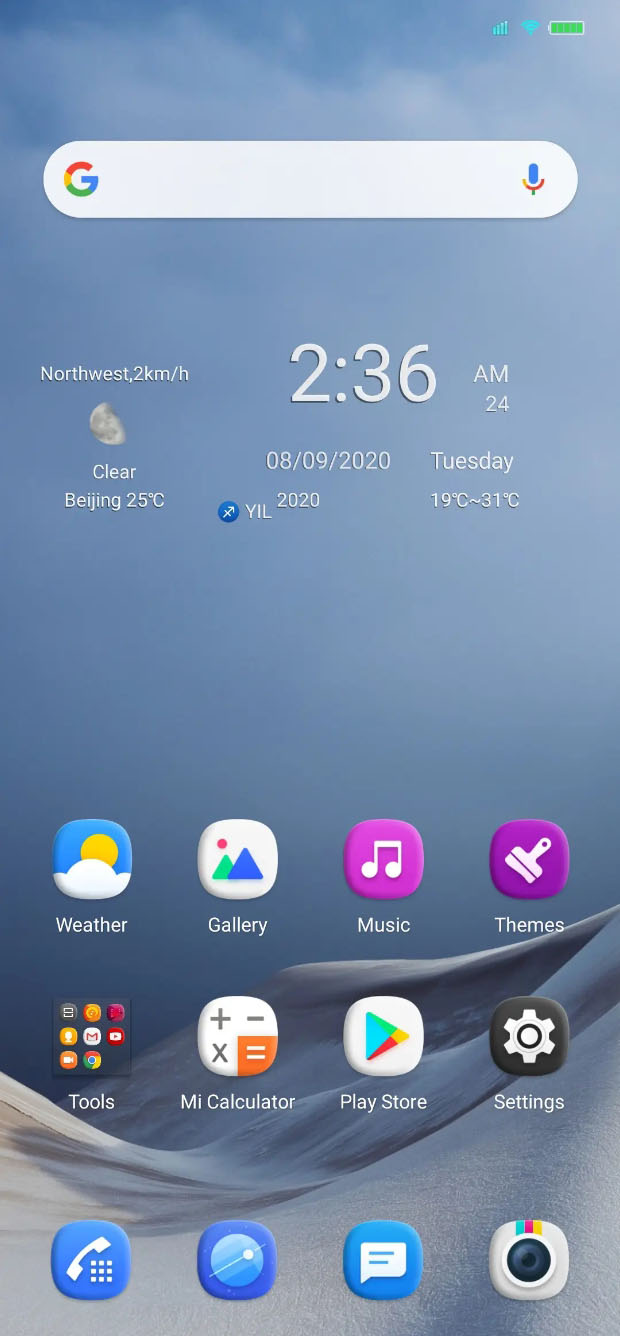 Northwest,2km/h
Clear
Beijing 25℃
2:36 AM
24
08/09/2020 Tuesday
YIL 2020 19℃~31℃
Weather Gallery Music Themes
Tools Mi Calculator Play Store Settings